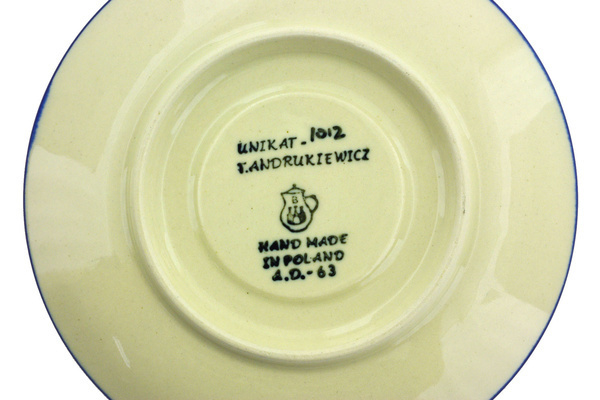 UNIKAT-1012
T.ANDRUKIEWICZ
B
HAND MADE
IN POLAND
A.D.-63